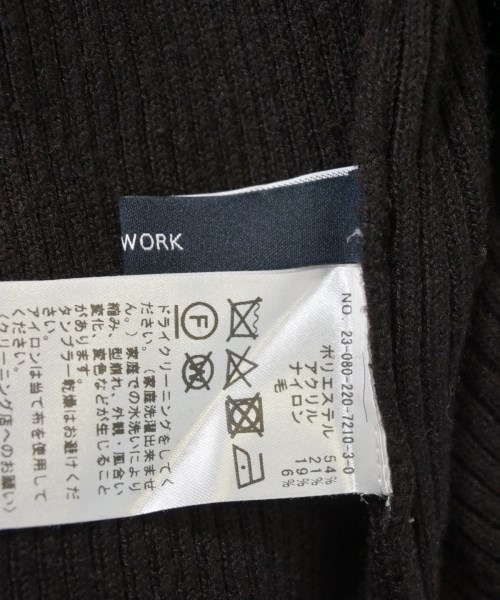 WORK
NO. 23-080-220-7210-3-0
ポリエステル 54%
アクリル 21%
ナイロン 19%
毛 6%
F
ドライクリーニングをしてく
ださい。（家庭洗濯出来ませ
ん。）家庭での水洗いにより
縮み、型崩れ、外観・風合い
変化、変色などが生じること
があります。
タンブラー乾燥はお避けくだ
さい。
アイロンは当て布を使用して
ください。
（クリーニング店へのお願い）